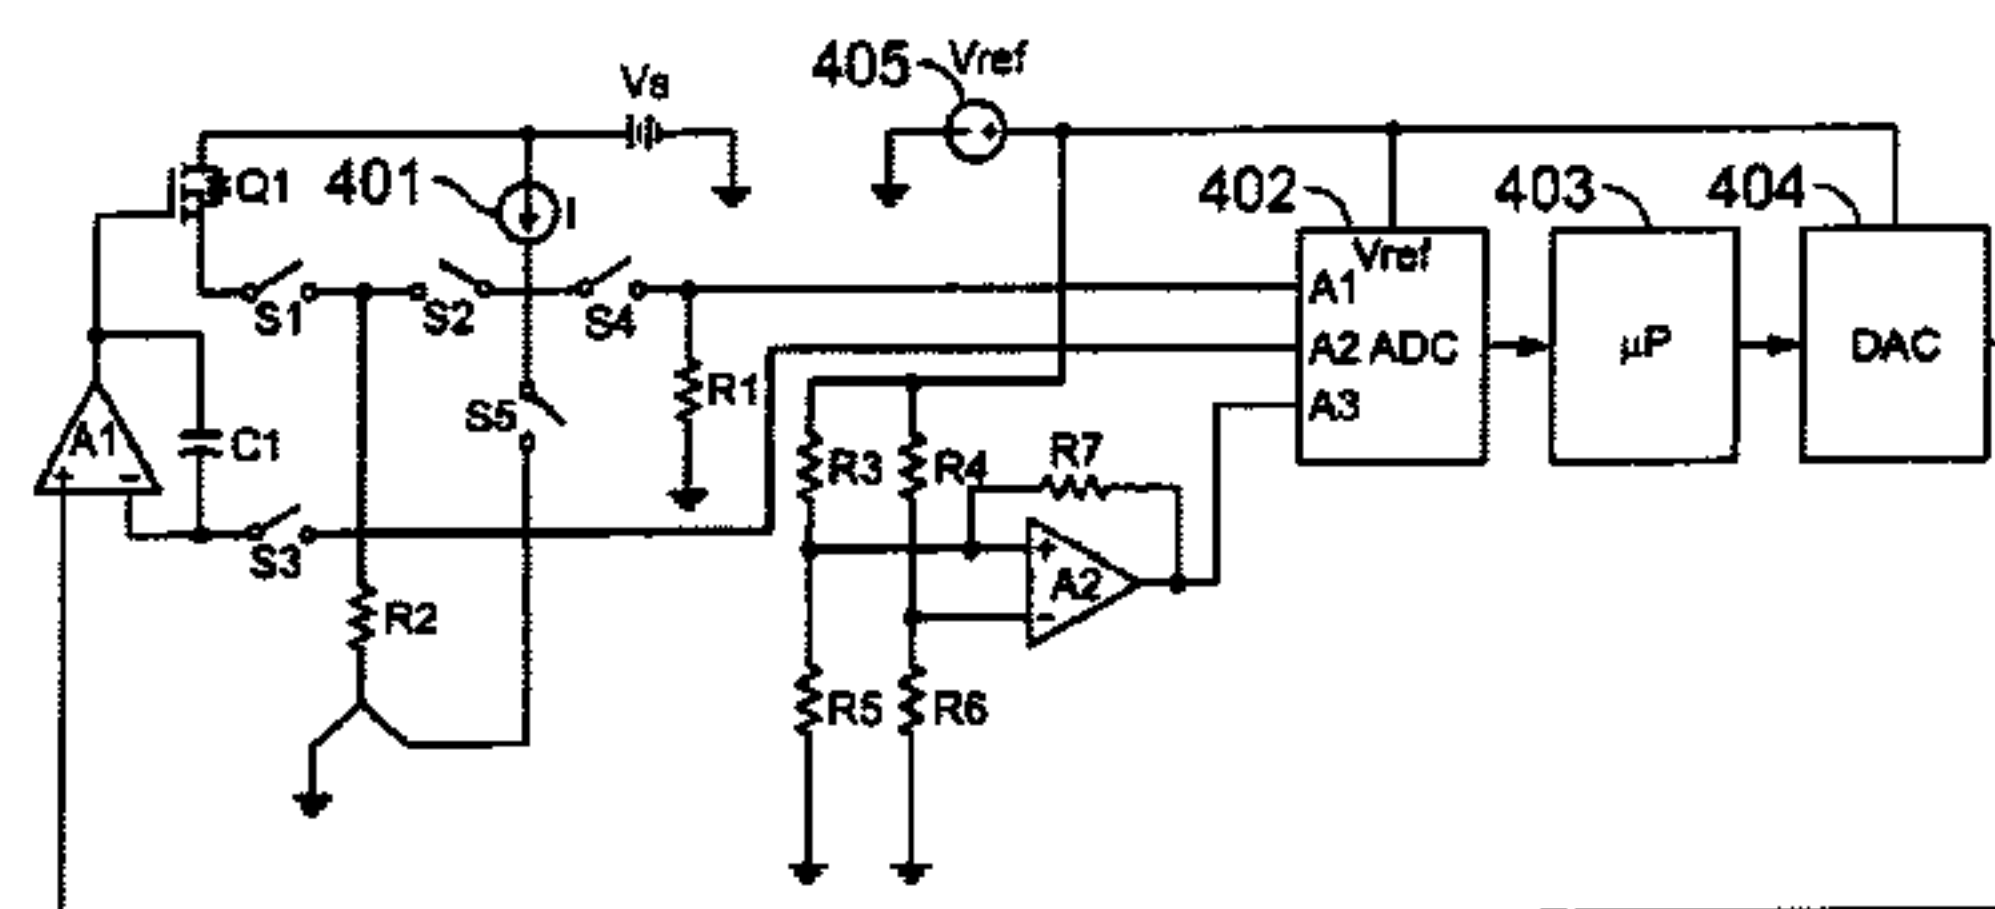 405 Vref
Vs
Q1 401 I
402 403 404
Vref
S1 S2 S4 A1
A2 ADC μP DAC
R1 A3
S5
A1 C1
+ -
R3 R4 R7
S3
+
A2
-
R2
R5 R6